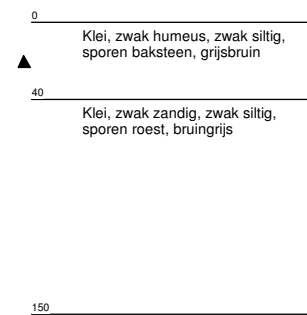 0
Klei, zwak humeus, zwak siltig,
sporen baksteen, grijsbruin
40
Klei, zwak zandig, zwak siltig,
sporen roest, bruingrijs
150